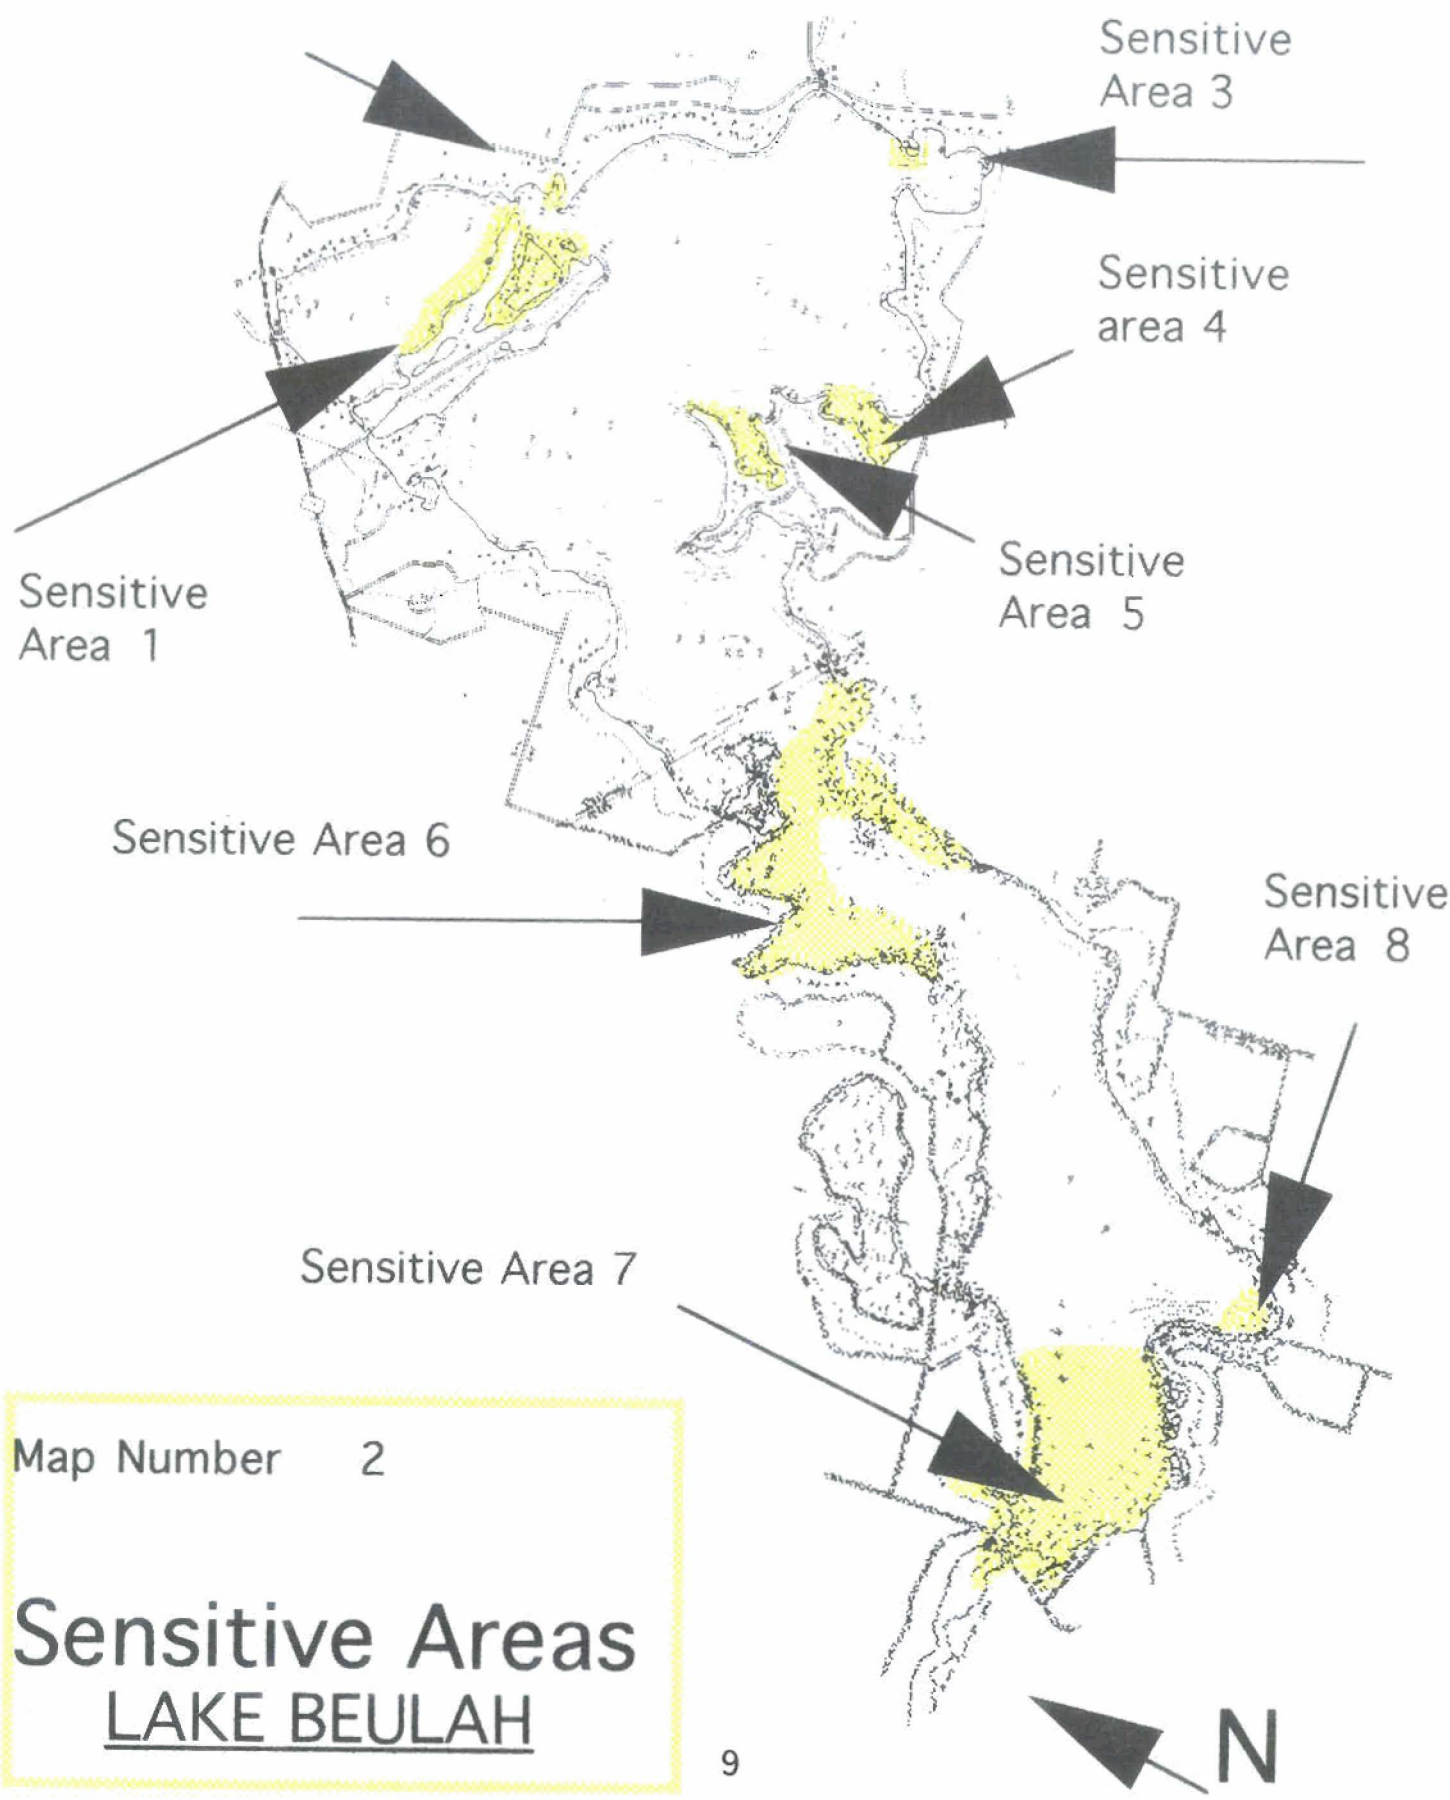 Sensitive
Area 3
Sensitive
area 4
Sensitive
Area 5
Sensitive
Area 1
Sensitive Area 6
Sensitive
Area 8
Sensitive Area 7
Map Number 2
Sensitive Areas
LAKE BEULAH
9
N